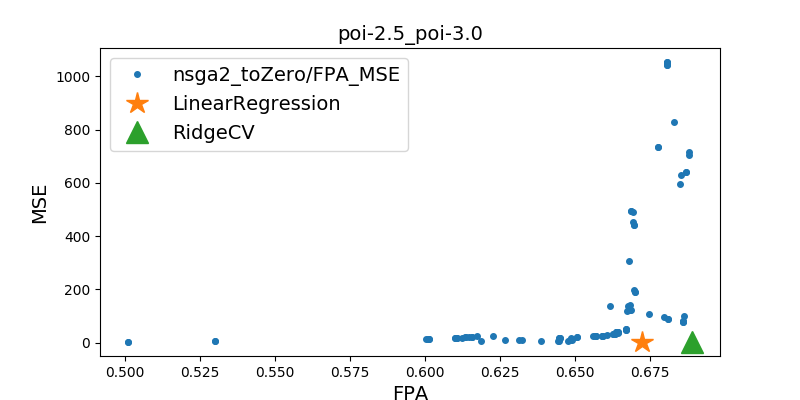 poi-2.5_poi-3.0
nsga2_toZero/FPA_MSE
LinearRegression
RidgeCV
MSE
1000
800
600
400
200
0
0.500 0.525 0.550 0.575 0.600 0.625 0.650 0.675
FPA